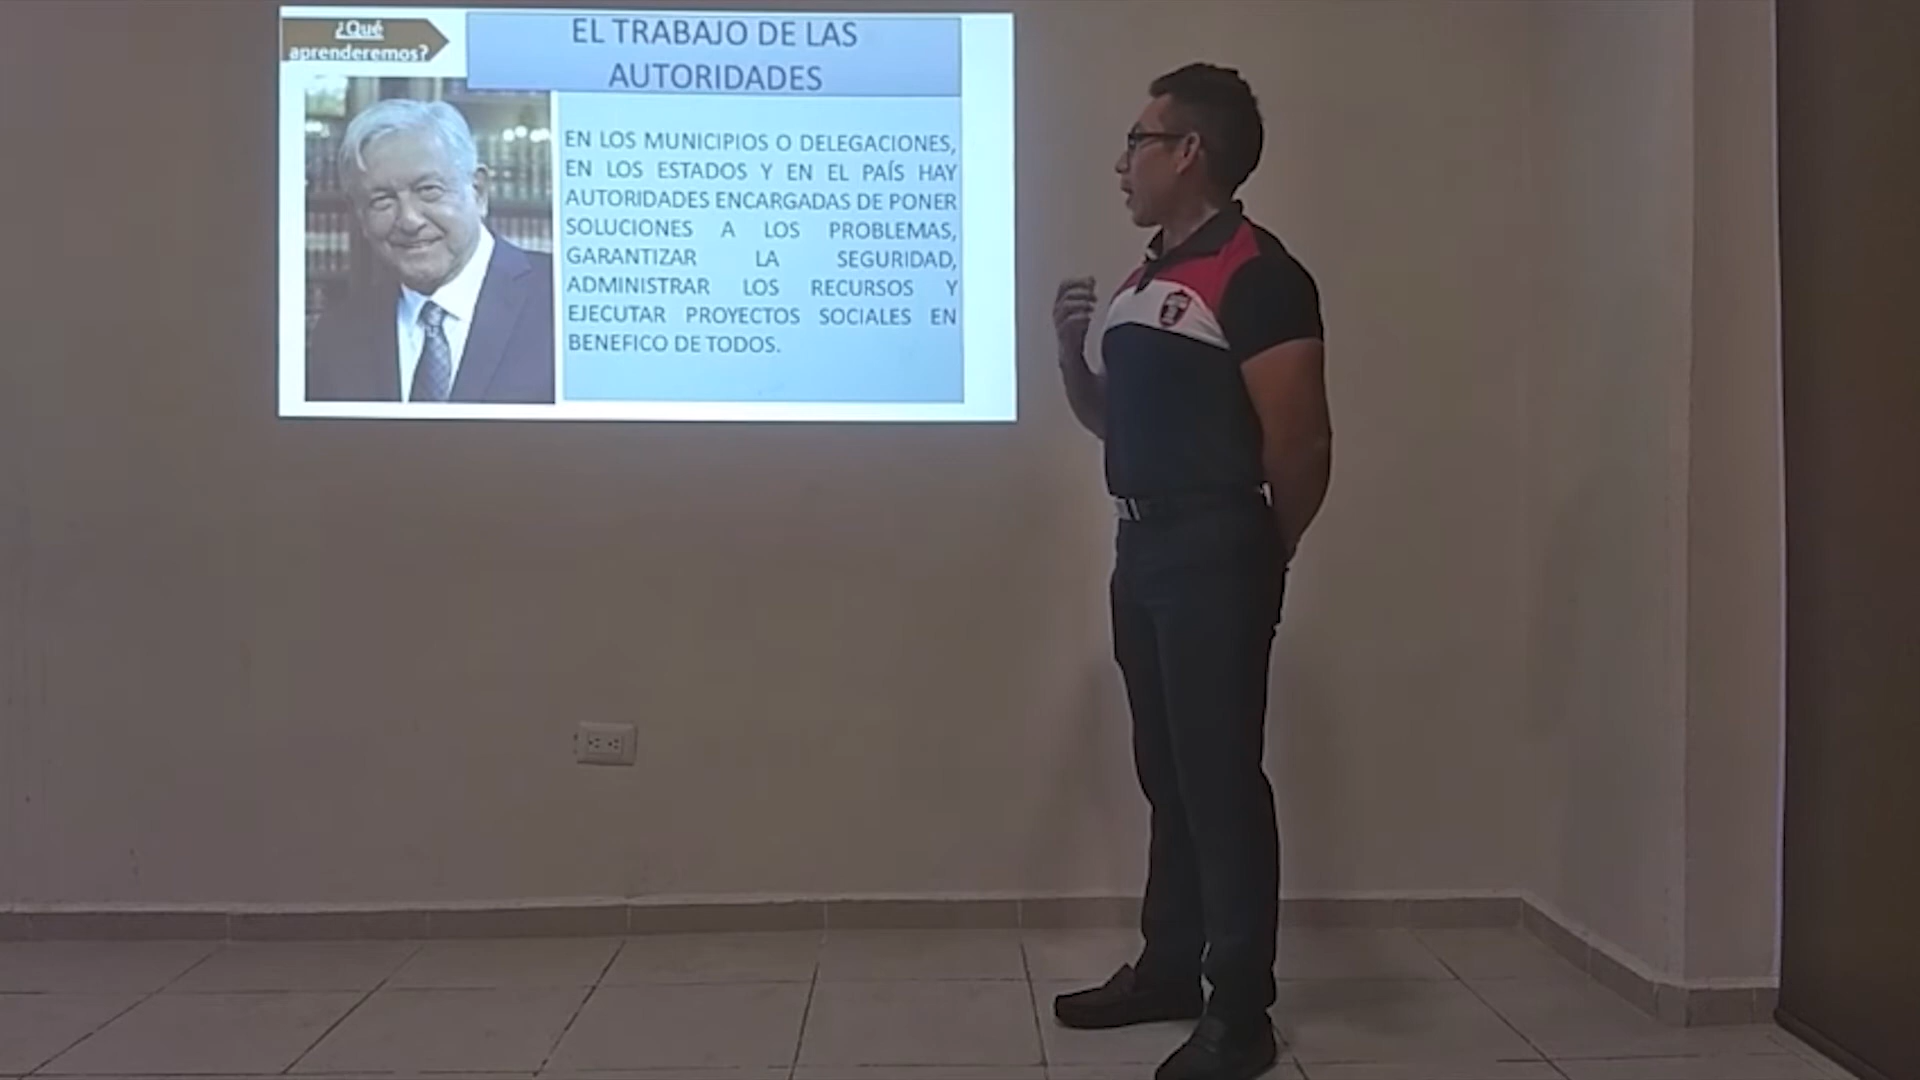 ¿Qué
aprenderemos?
EL TRABAJO DE LAS
AUTORIDADES
EN LOS MUNICIPIOS O DELEGACIONES,
EN LOS ESTADOS Y EN EL PAÍS HAY
AUTORIDADES ENCARGADAS DE PONER
SOLUCIONES A LOS PROBLEMAS,
GARANTIZAR LA SEGURIDAD,
ADMINISTRAR LOS RECURSOS Y
EJECUTAR PROYECTOS SOCIALES EN
BENEFICO DE TODOS.